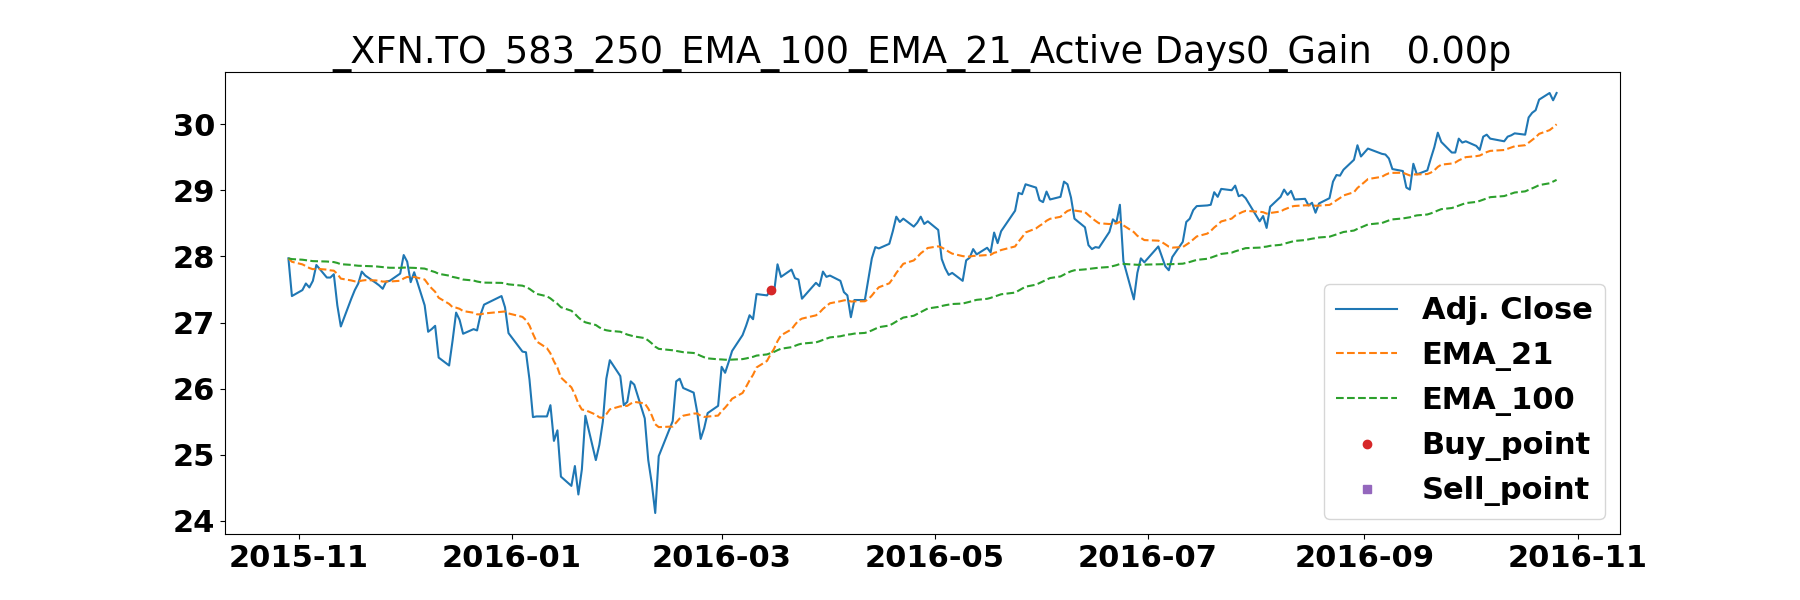 _XFN.TO_583_250_EMA_100_EMA_21_Active Days0_Gain   0.00p
30
29
28
27
26
25
24
2015-11 2016-01 2016-03 2016-05 2016-07 2016-09 2016-11
Adj. Close
EMA_21
EMA_100
Buy_point
Sell_point